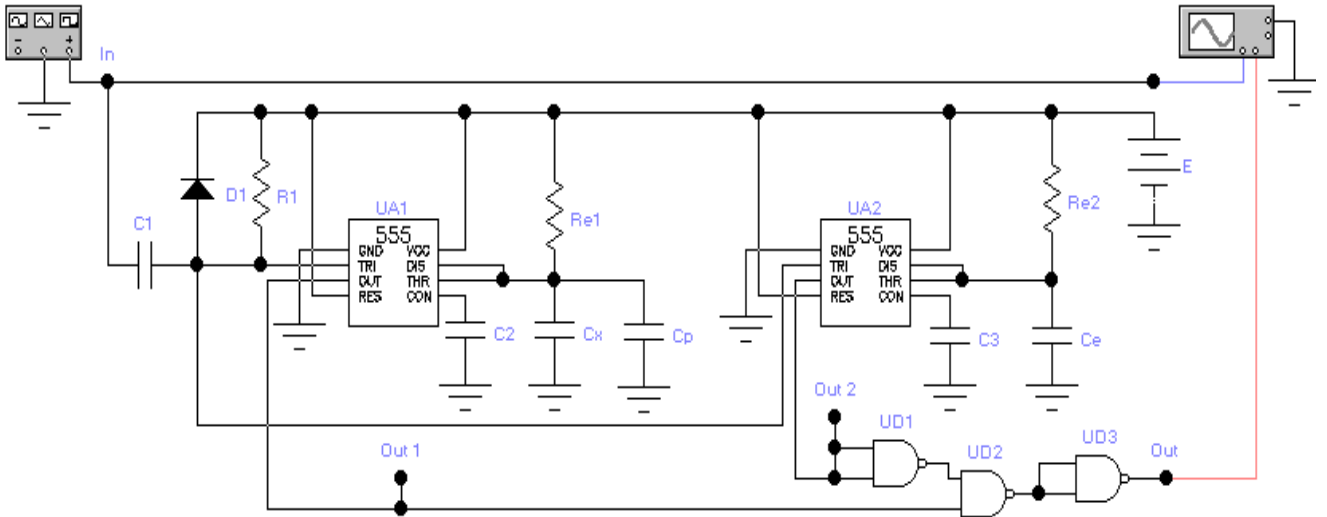 In
D1
R1
C1
UA1
555
GND VCC
TRI DIS
OUT THR
RES CON
Re1
C2
Cx
Cp
UA2
555
GND VCC
TRI DIS
OUT THR
RES CON
Re2
E
C3
Ce
Out 2
UD1
UD2
UD3
Out
Out 1